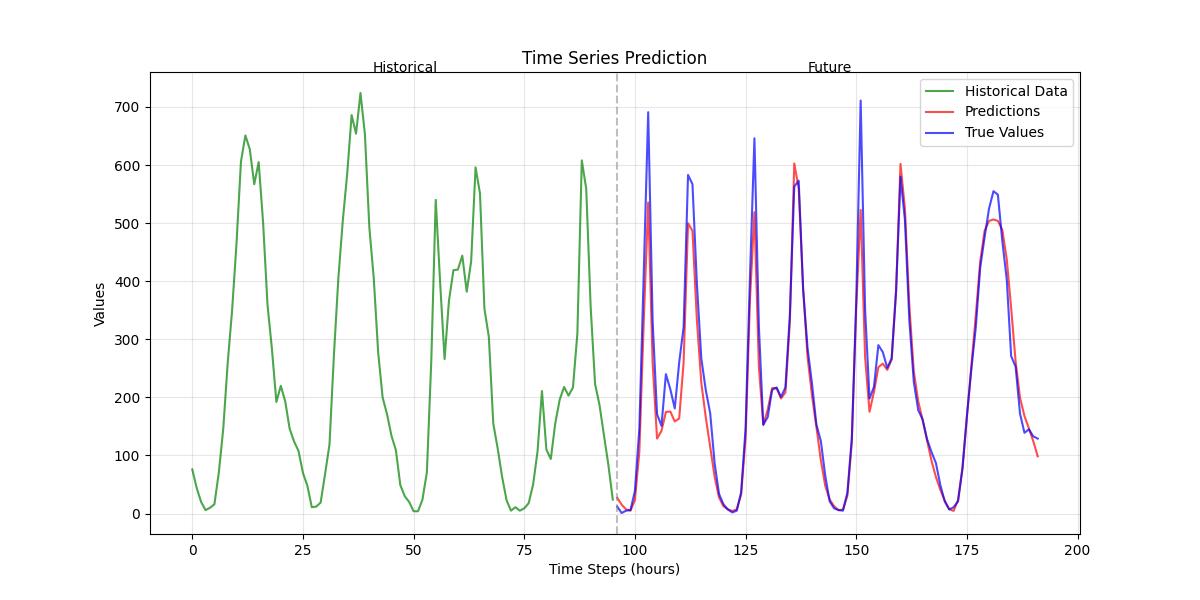 Time Series Prediction
Historical
Future
Historical Data
Predictions
True Values
700
600
500
400
300
200
100
0
Values
0 25 50 75 100 125 150 175 200
Time Steps (hours)